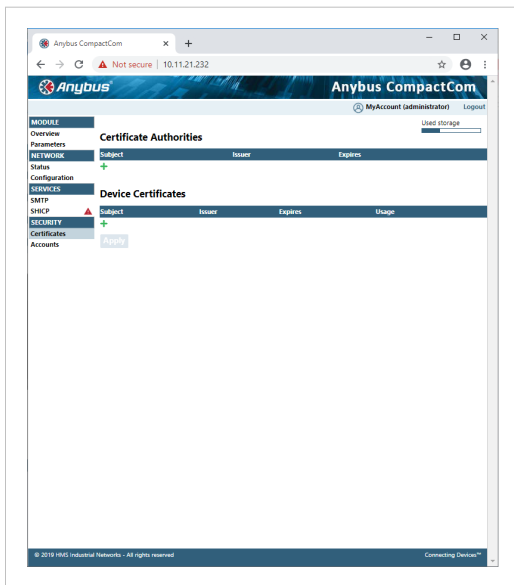 Anybus CompactCom
Not secure | 10.11.21.232
Anybus Anybus CompactCom
MyAccount (administrator) Logout
Used storage
MODULE
Overview
Parameters
NETWORK
Status
Configuration
SERVICES
SMTP
SHICP
SECURITY
Certificates
Accounts
Certificate Authorities
Subject Issuer Expires
Device Certificates
Subject Issuer Expires Usage
Apply
© 2019 HMS Industrial Networks - All rights reserved Connecting Devices™